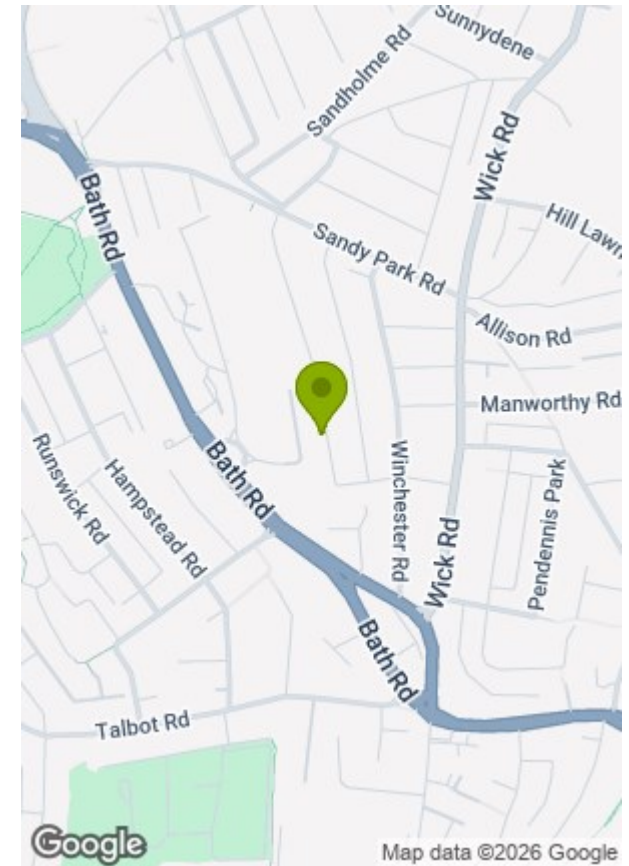 Sunnydene
Sandholme Rd
Wick Rd
Bath Rd
Hill Lawn
Sandy Park Rd
Allison Rd
Manworthy Rd
Runswick Rd
Hampstead Rd
Bath Rd
Winchester Rd
Pendennis Park
Wick Rd
Bath Rd
Talbot Rd
Google
Map data ©2026 Google